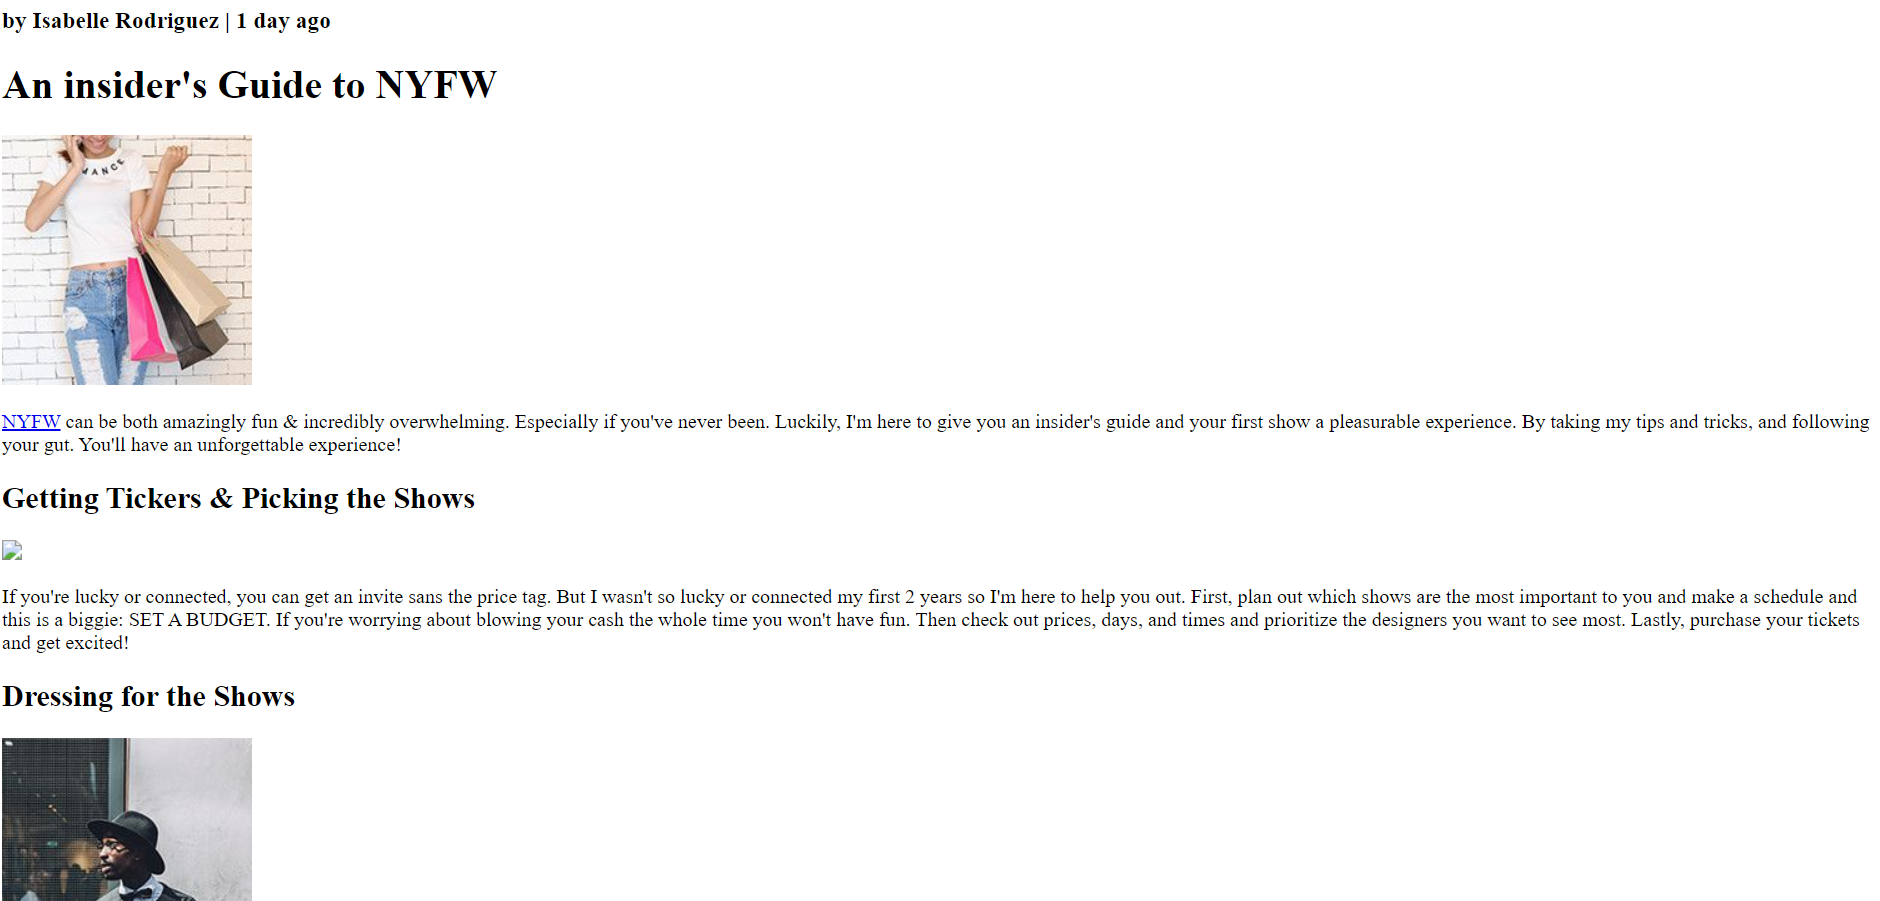 by Isabelle Rodriguez | 1 day ago
An insider's Guide to NYFW
MANCE
NYFW can be both amazingly fun & incredibly overwhelming. Especially if you've never been. Luckily, I'm here to give you an insider's guide and your first show a pleasurable experience. By taking my tips and tricks, and following
your gut. You'll have an unforgettable experience!
Getting Tickers & Picking the Shows
If you're lucky or connected, you can get an invite sans the price tag. But I wasn't so lucky or connected my first 2 years so I'm here to help you out. First, plan out which shows are the most important to you and make a schedule and
this is a biggie: SET A BUDGET. If you're worrying about blowing your cash the whole time you won't have fun. Then check out prices, days, and times and prioritize the designers you want to see most. Lastly, purchase your tickets
and get excited!
Dressing for the Shows